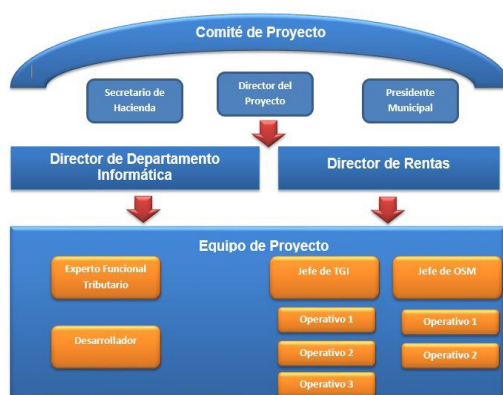 Comité de Proyecto
Secretario de
Hacienda
Director del
Proyecto
Presidente
Municipal
Director de Departamento
Informática
Director de Rentas
Equipo de Proyecto
Experto Funcional
Tributario
Jefe de TGI
Jefe de OSM
Desarrollador
Operativo 1
Operativo 1
Operativo 2
Operativo 2
Operativo 3